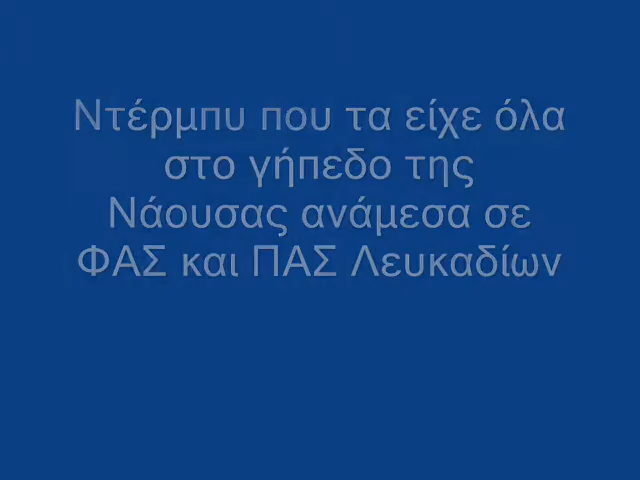 Ντέρμπυ που τα είχε όλα
στο γήπεδο της
Νάουσας ανάμεσα σε
ΦΑΣ και ΠΑΣ Λευκαδίων